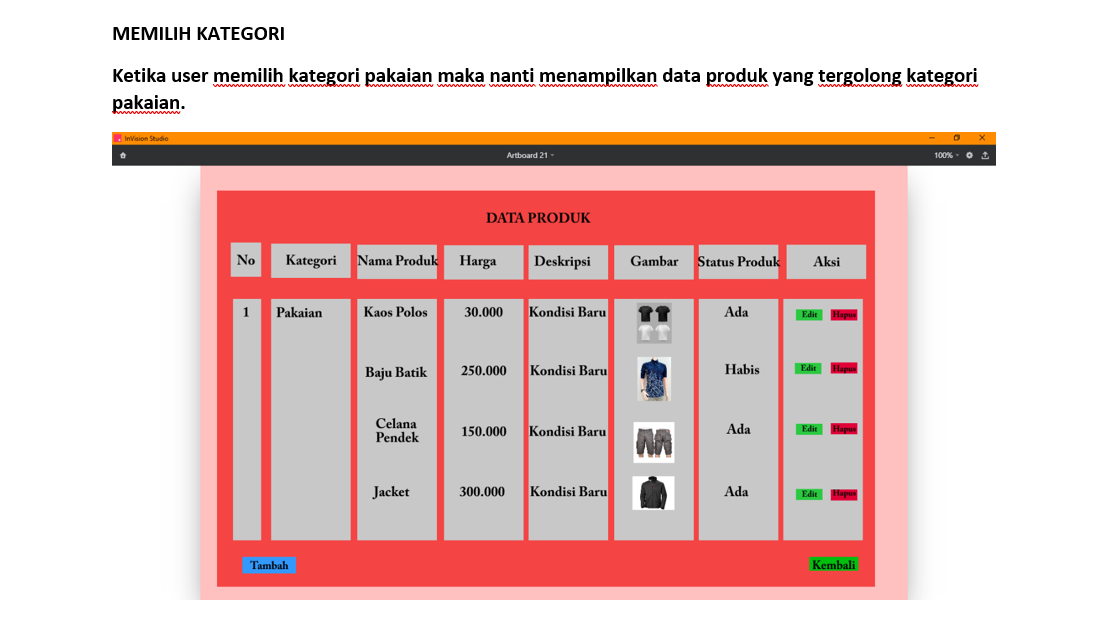 MEMILIH KATEGORI
Ketika user memilih kategori pakaian maka nanti menampilkan data produk yang tergolong kategori
pakaian.
InVision Studio
Artboard 21
100%
DATA PRODUK
No Kategori Nama Produk Harga Deskripsi Gambar Status Produk Aksi
1 Pakaian Kaos Polos 30.000 Kondisi Baru Ada Edit Hapus
Baju Batik 250.000 Kondisi Baru Habis Edit Hapus
Celana
Pendek 150.000 Kondisi Baru Ada Edit Hapus
Jacket 300.000 Kondisi Baru Ada Edit Hapus
Tambah Kembali